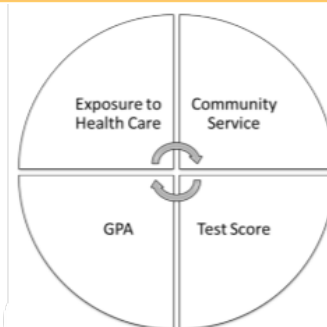 Exposure to
Health Care
Community
Service
GPA
Test Score